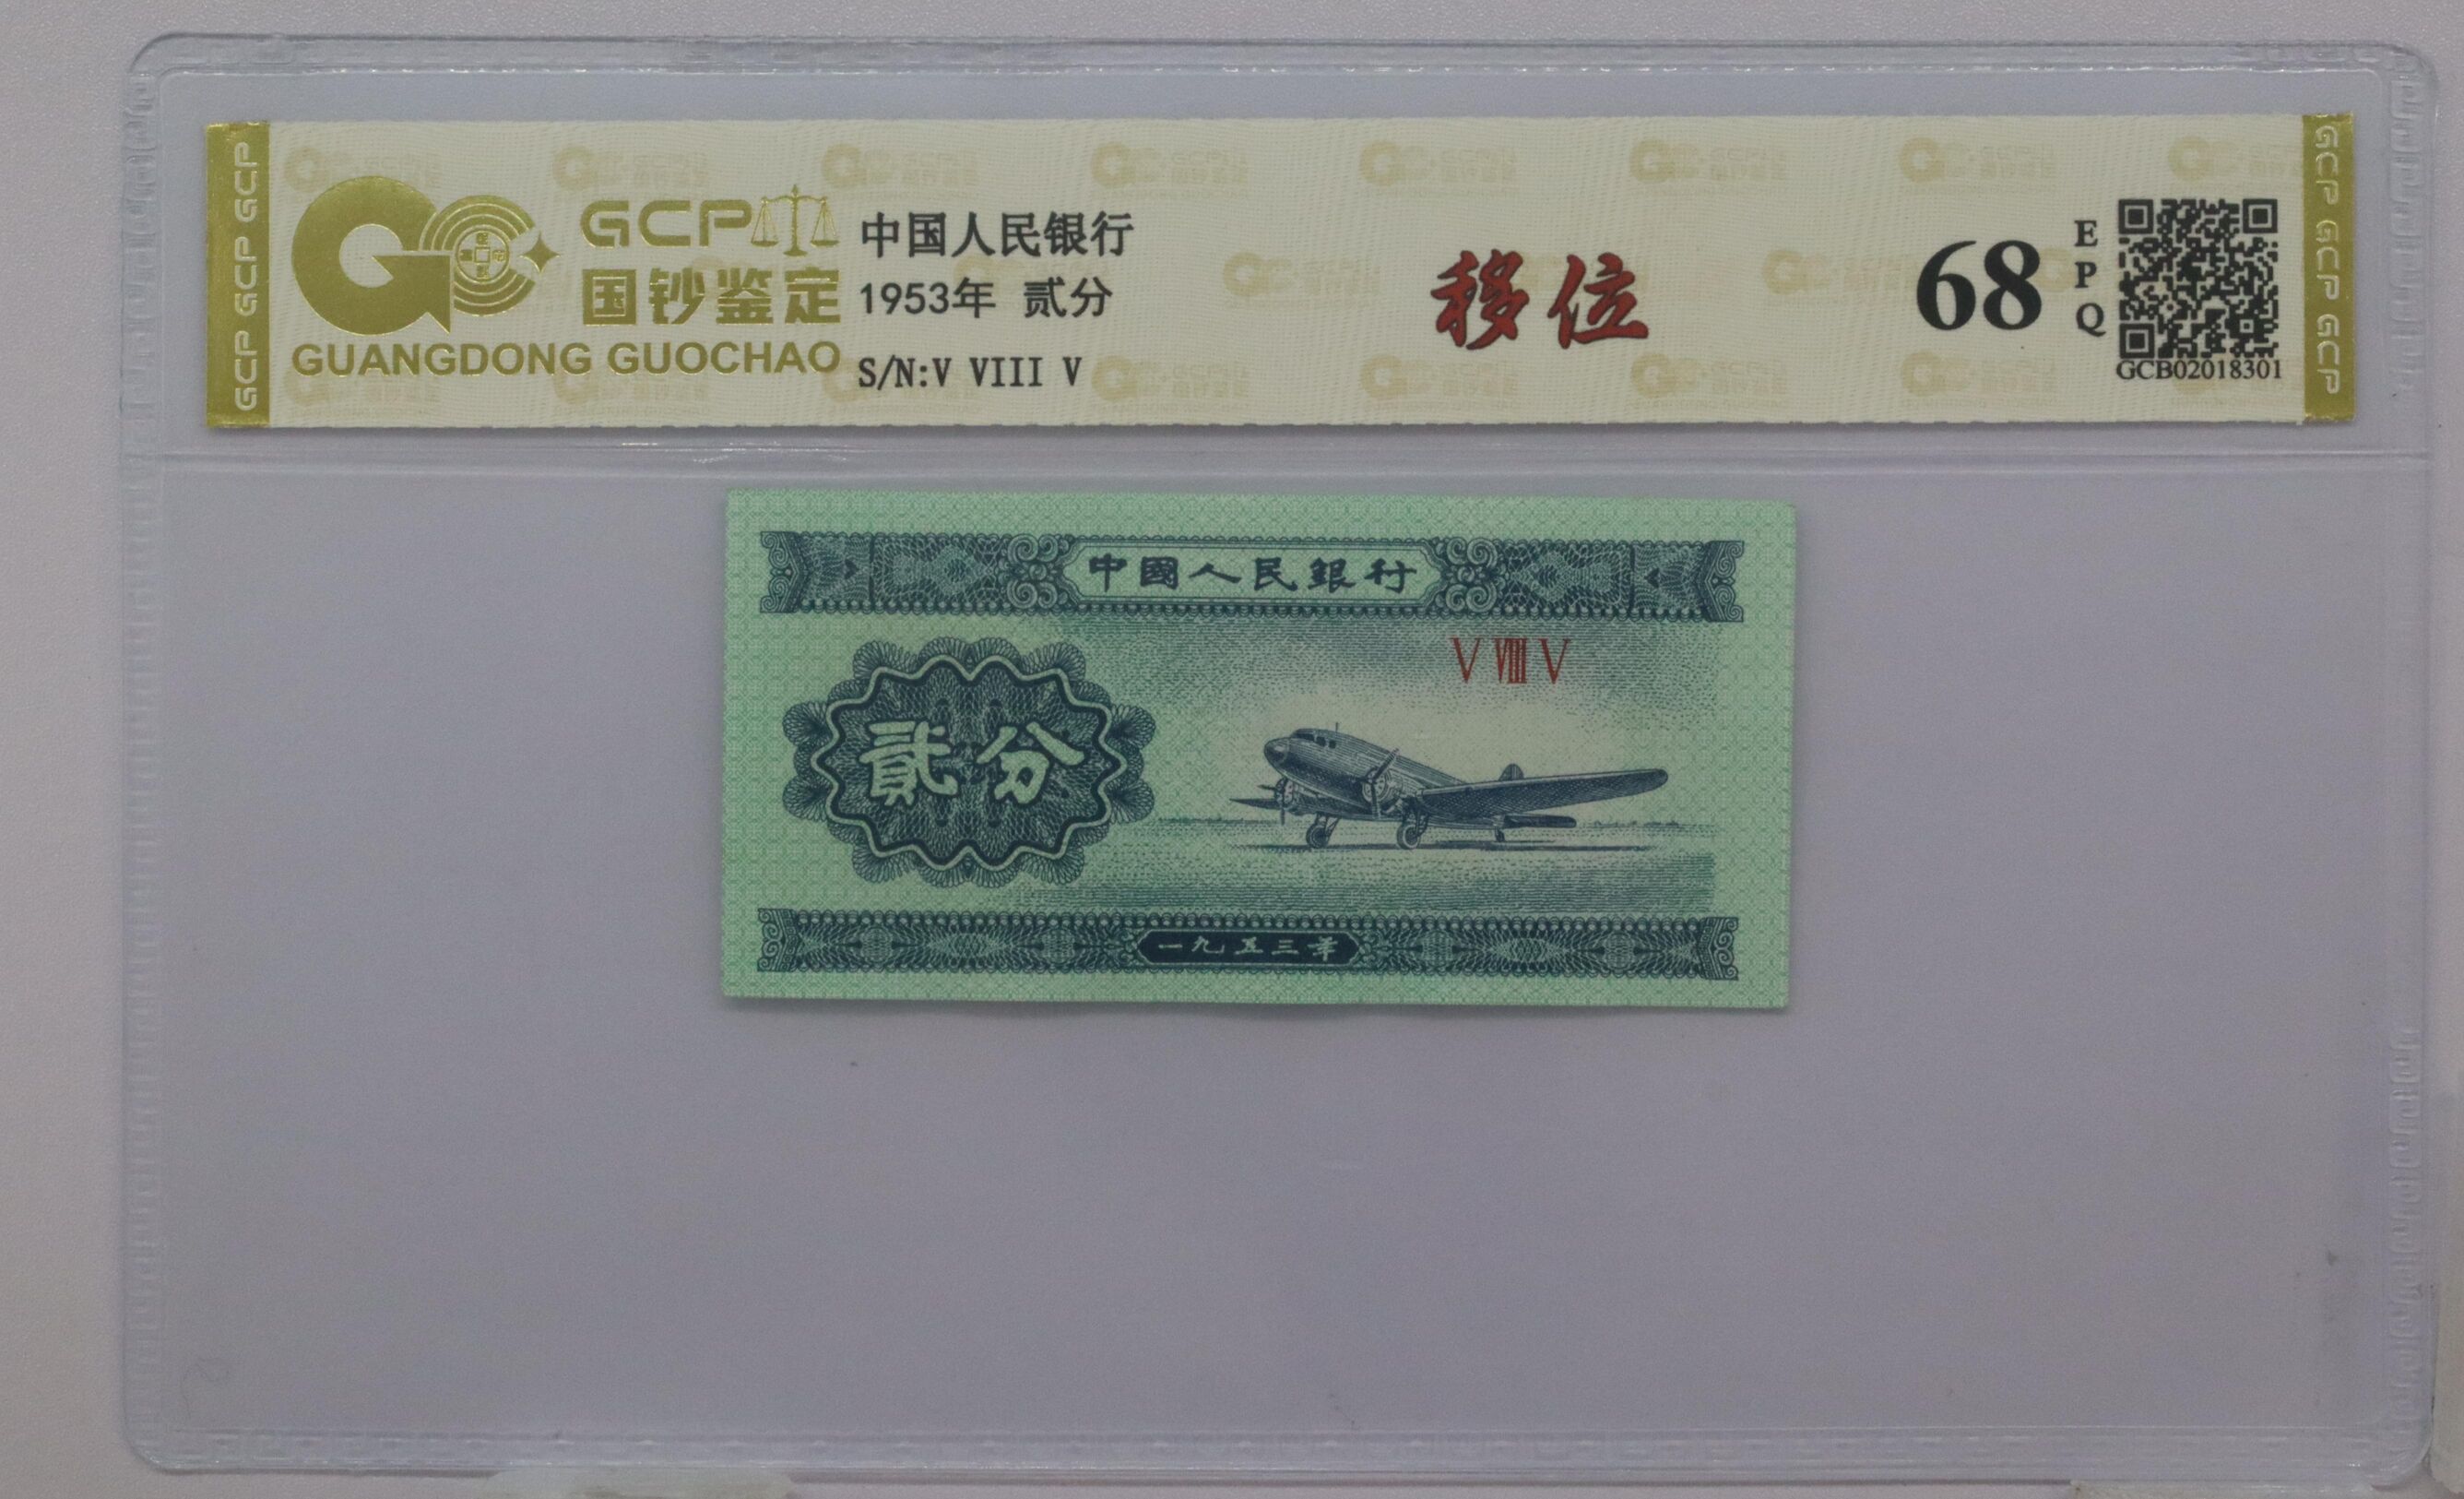 GCP GCP GCP
GCP
国钞鉴定
GUANGDONG GUOCHAO
中国人民银行
1953年 贰分
S/N:V VIII V
移位
68
EPQ
GCB02018301
GCP GCP GCP
中國人民銀行
V VIII V
貳分
一九五三年